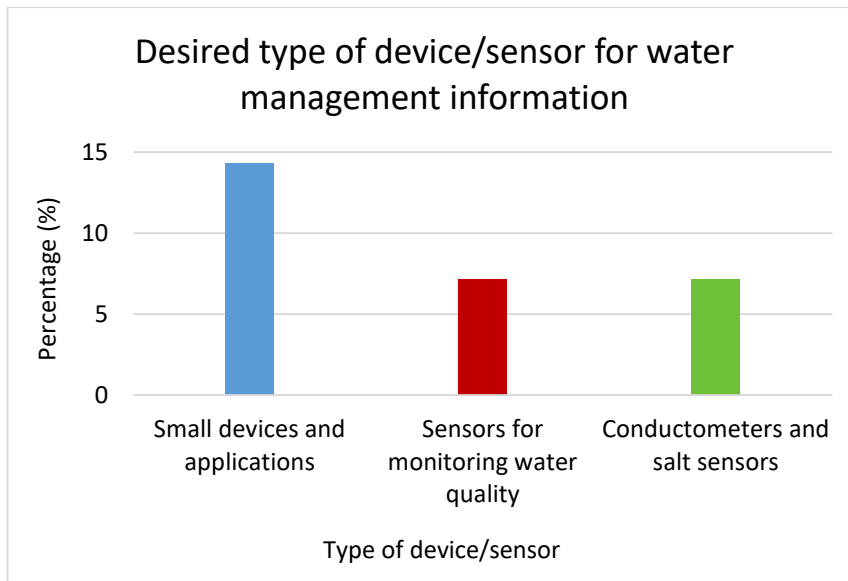 Desired type of device/sensor for water
management information
Percentage (%)
15
10
5
0
Small devices and
applications
Sensors for
monitoring water
quality
Conductometers and
salt sensors
Type of device/sensor